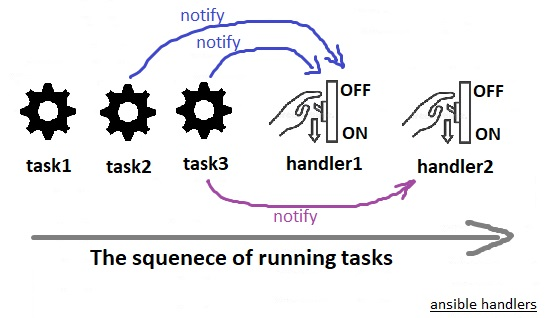 notify
notify
OFF
ON
OFF
ON
task1
task2
task3
handler1
handler2
notify
The squenece of running tasks
ansible handlers